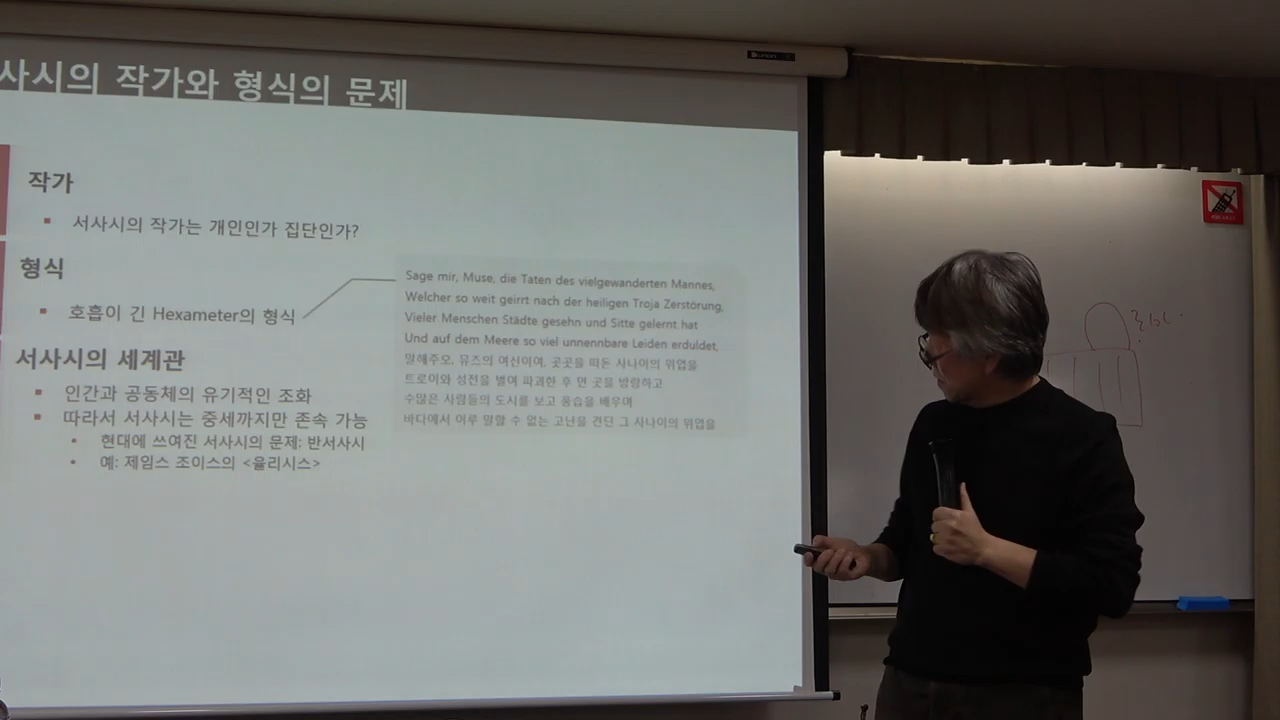 사시의 작가와 형식의 문제
작가
▪ 서사시의 작가는 개인인가 집단인가?
형식
▪ 호흡이 긴 Hexameter의 형식
Sage mir, Muse, die Taten des vielgewanderten Mannes,
Welcher so weit geirrt nach der heiligen Troja Zerstörung,
Vieler Menschen Städte gesehn und Sitte gelernt hat
Und auf dem Meere so viel unnennbare Leiden erduldet,
말해주오, 뮤즈의 여신이여, 곳곳을 떠돈 사나이의 위업을
트로이와 성전을 벌여 파괴한 후 먼 곳을 방랑하고
수많은 사람들의 도시를 보고 풍습을 배우며
바다에서 이루 말할 수 없는 고난을 견딘 그 사나이의 위업을
서사시의 세계관
▪ 인간과 공동체의 유기적인 조화
▪ 따라서 서사시는 중세까지만 존속 가능
• 현대에 쓰여진 서사시의 문제: 반서사시
• 예: 제임스 조이스의 <율리시스>